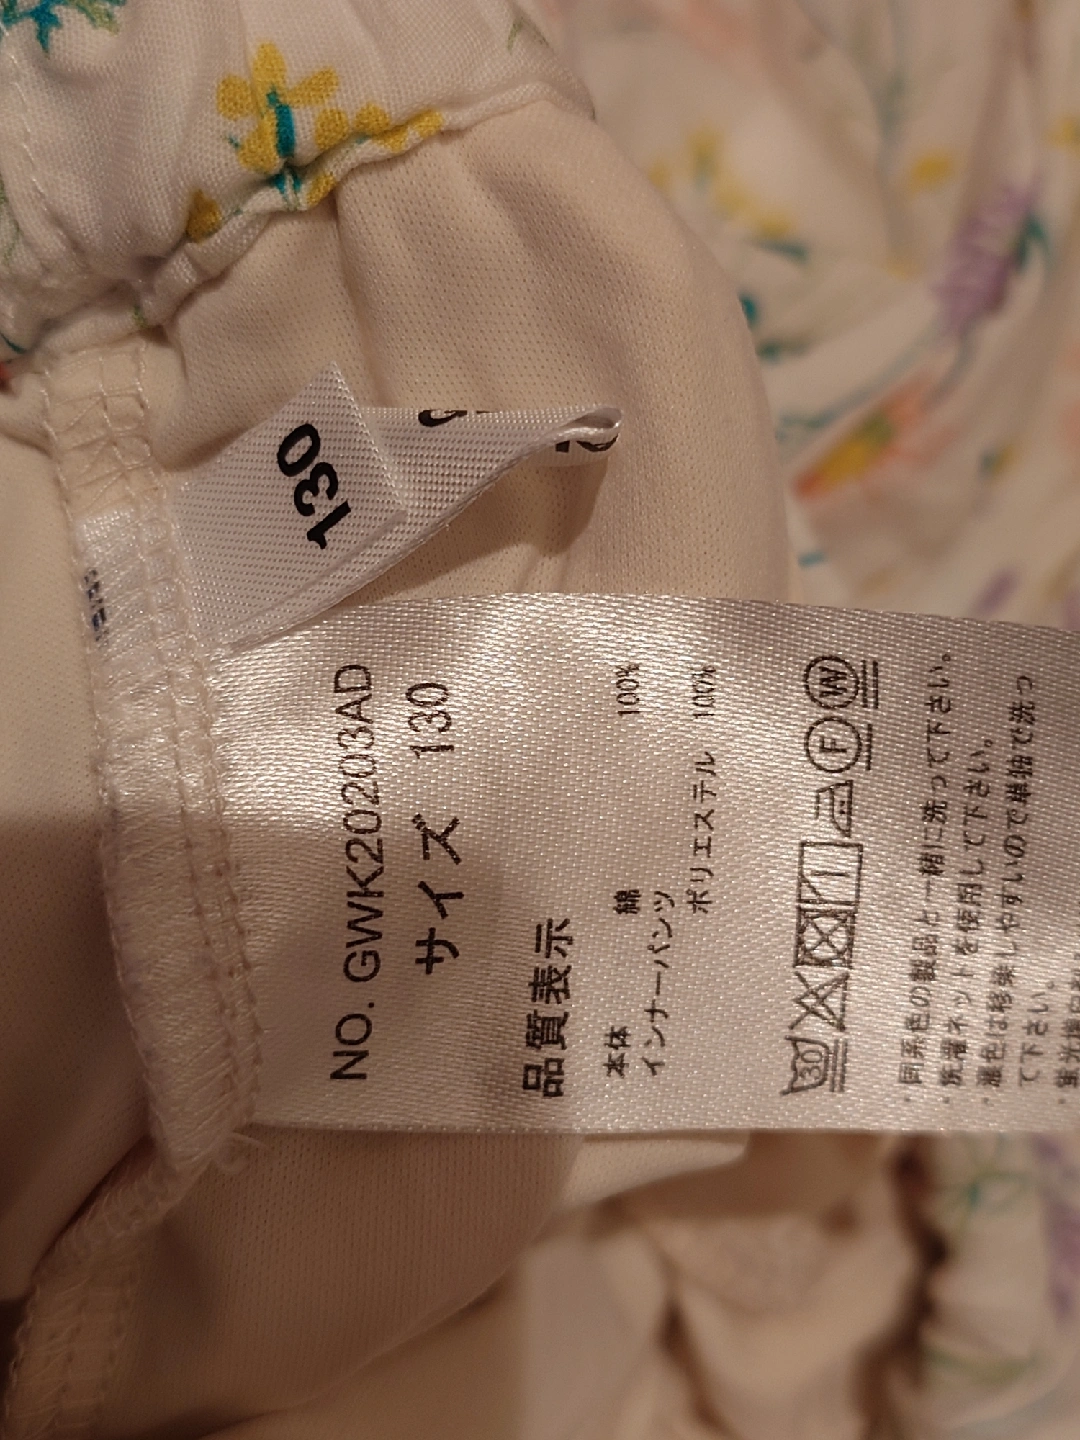 130
NO. GWK20203AD
サイズ 130
品質表示
本体 綿 100%
インナーパンツ
ポリエステル 100%
30 F W
・同系色の製品と一緒に洗って下さい。
・洗濯ネットを使用して下さい。
・濃色は移染しやすいので単独で洗っ
て下さい。